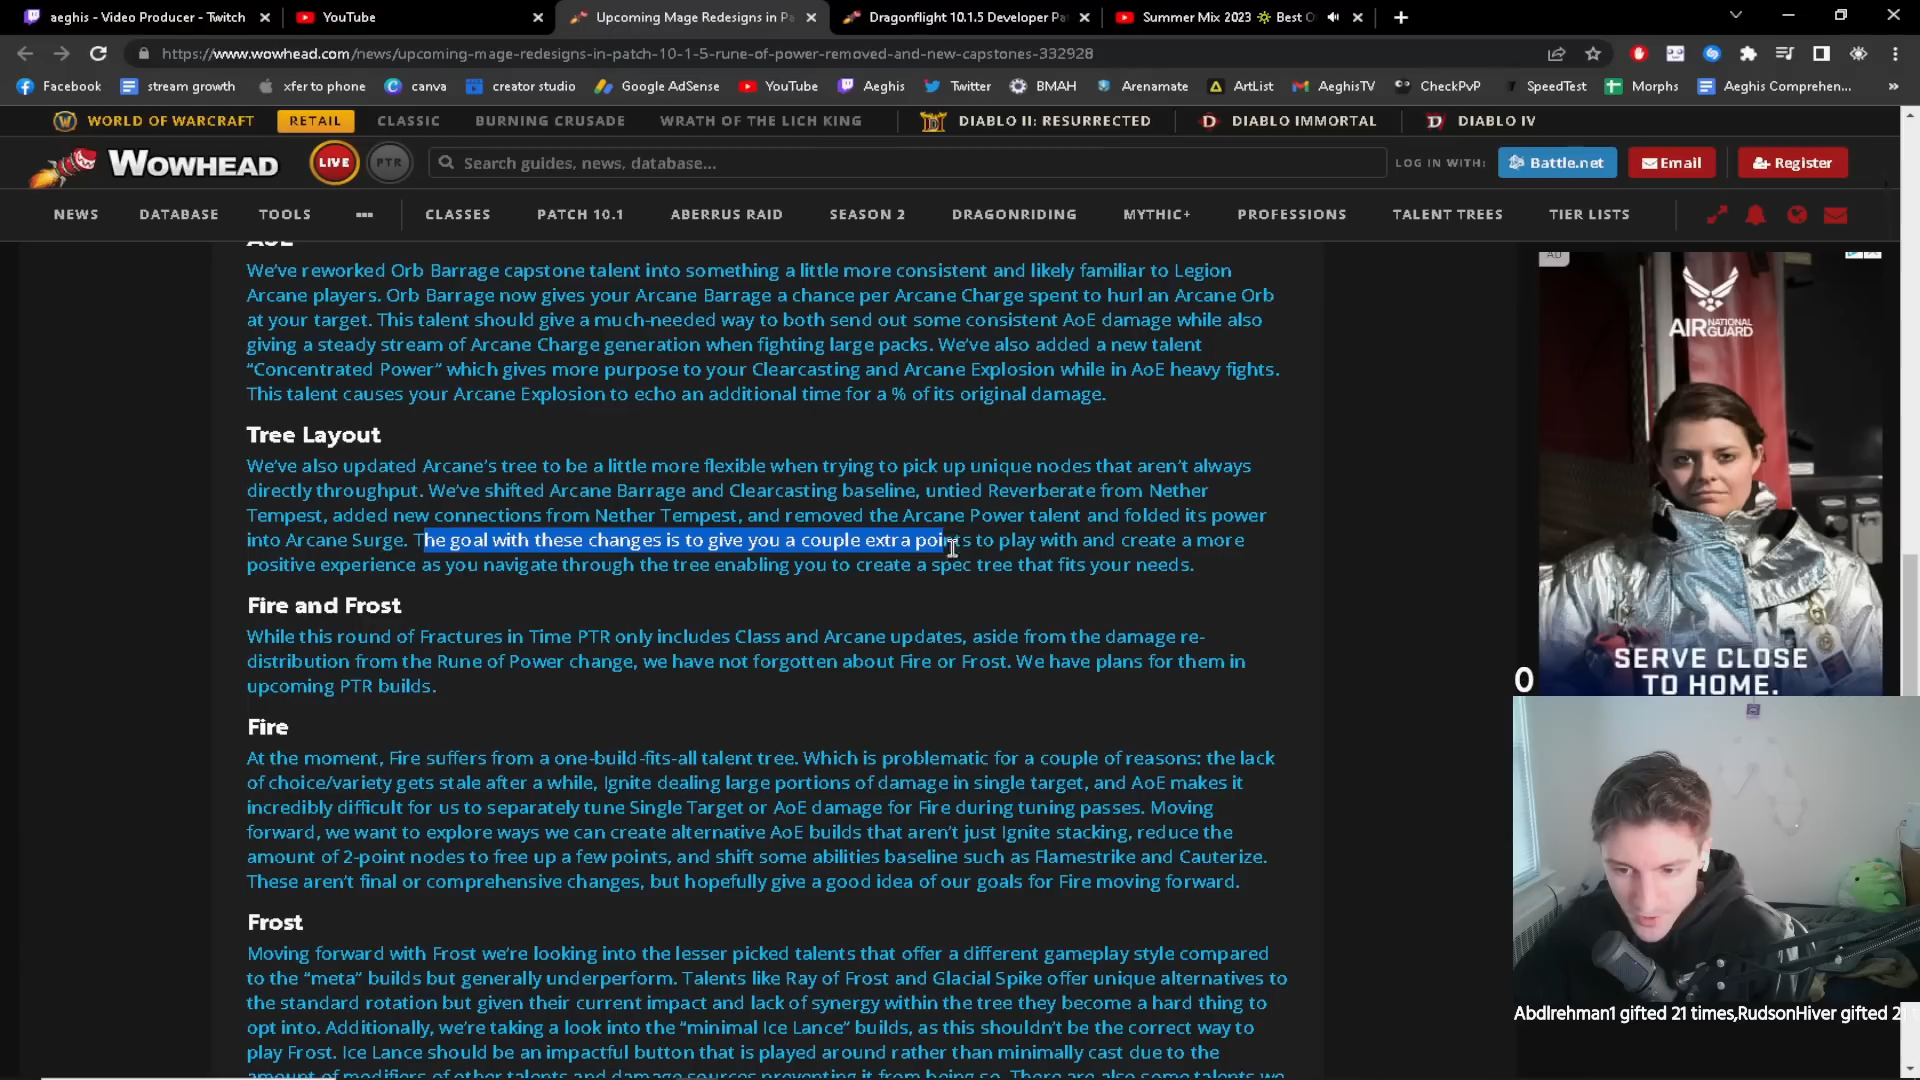 aeghis - Video Producer - Twitch
YouTube
Upcoming Mage Redesigns in Pa
Dragonflight 10.1.5 Developer Pa
Summer Mix 2023 🔆 Best O
https://www.wowhead.com/news/upcoming-mage-redesigns-in-patch-10-1-5-rune-of-power-removed-and-new-capstones-332928
Facebook
stream growth
xfer to phone
canva
creator studio
Google AdSense
YouTube
Aeghis
Twitter
BMAH
Arenamate
ArtList
AeghisTV
CheckPvP
SpeedTest
Morphs
Aeghis Comprehen...
WORLD OF WARCRAFT
RETAIL
CLASSIC
BURNING CRUSADE
WRATH OF THE LICH KING
DIABLO II: RESURRECTED
DIABLO IMMORTAL
DIABLO IV
WOWHEAD
LIVE
PTR
Search guides, news, database...
LOG IN WITH:
Battle.net
Email
Register
NEWS
DATABASE
TOOLS
CLASSES
PATCH 10.1
ABERRUS RAID
SEASON 2
DRAGONRIDING
MYTHIC+
PROFESSIONS
TALENT TREES
TIER LISTS
AoE
We've reworked Orb Barrage capstone talent into something a little more consistent and likely familiar to Legion
Arcane players. Orb Barrage now gives your Arcane Barrage a chance per Arcane Charge spent to hurl an Arcane Orb
at your target. This talent should give a much-needed way to both send out some consistent AoE damage while also
giving a steady stream of Arcane Charge generation when fighting large packs. We've also added a new talent
“Concentrated Power” which gives more purpose to your Clearcasting and Arcane Explosion while in AoE heavy fights.
This talent causes your Arcane Explosion to echo an additional time for a % of its original damage.
Tree Layout
We've also updated Arcane's tree to be a little more flexible when trying to pick up unique nodes that aren't always
directly throughput. We've shifted Arcane Barrage and Clearcasting baseline, untied Reverberate from Nether
Tempest, added new connections from Nether Tempest, and removed the Arcane Power talent and folded its power
into Arcane Surge. The goal with these changes is to give you a couple extra points to play with and create a more
positive experience as you navigate through the tree enabling you to create a spec tree that fits your needs.
Fire and Frost
While this round of Fractures in Time PTR only includes Class and Arcane updates, aside from the damage re-
distribution from the Rune of Power change, we have not forgotten about Fire or Frost. We have plans for them in
upcoming PTR builds.
Fire
At the moment, Fire suffers from a one-build-fits-all talent tree. Which is problematic for a couple of reasons: the lack
of choice/variety gets stale after a while, Ignite dealing large portions of damage in single target, and AoE makes it
incredibly difficult for us to separately tune Single Target or AoE damage for Fire during tuning passes. Moving
forward, we want to explore ways we can create alternative AoE builds that aren't just Ignite stacking, reduce the
amount of 2-point nodes to free up a few points, and shift some abilities baseline such as Flamestrike and Cauterize.
These aren't final or comprehensive changes, but hopefully give a good idea of our goals for Fire moving forward.
Frost
Moving forward with Frost we're looking into the lesser picked talents that offer a different gameplay style compared
to the “meta” builds but generally underperform. Talents like Ray of Frost and Glacial Spike offer unique alternatives to
the standard rotation but given their current impact and lack of synergy within the tree they become a hard thing to
opt into. Additionally, we're taking a look into the “minimal Ice Lance” builds, as this shouldn't be the correct way to
play Frost. Ice Lance should be an impactful button that is played around rather than minimally cast due to the
amount of modifiers of other talents and damage sources preventing it from being so. There are also some talents we
AD
AIR NATIONAL
GUARD
SERVE CLOSE
TO HOME.
0
Abdlrehman1 gifted 21 times,RudsonHiver gifted 2